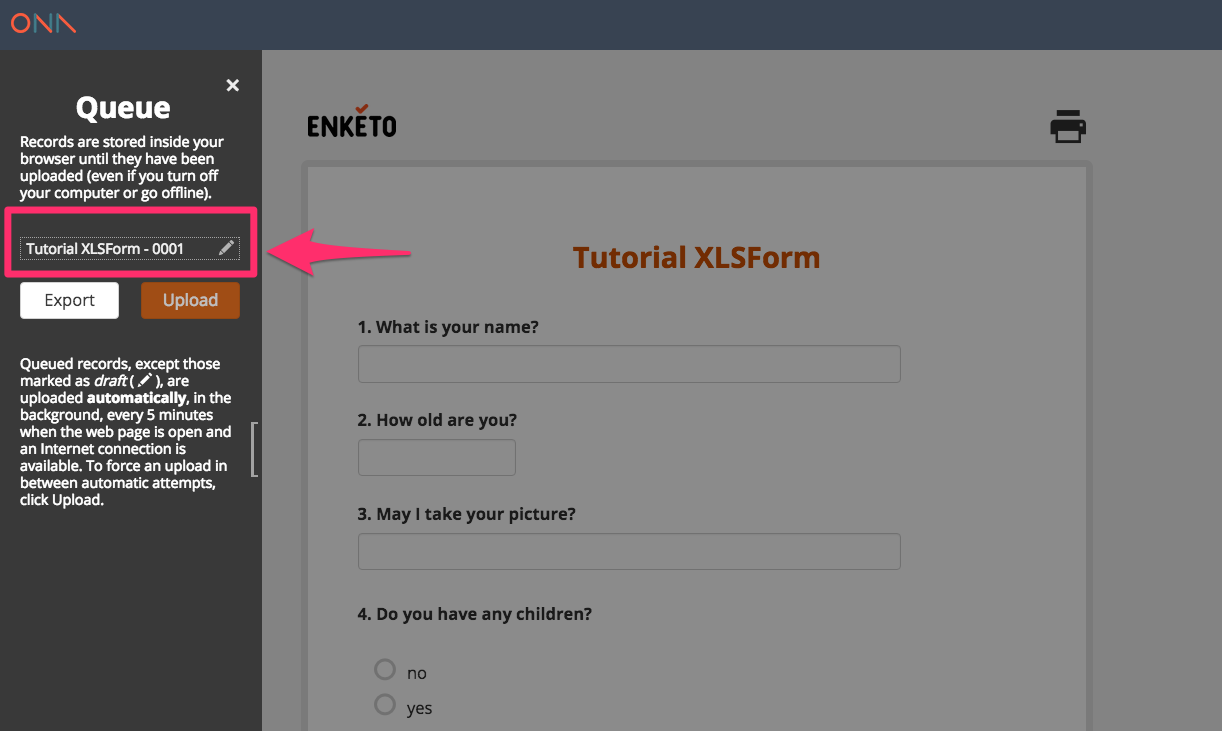 ONA
Queue
Records are stored inside your
browser until they have been
uploaded (even if you turn off
your computer or go offline).
Tutorial XLSForm - 0001
Export
Upload
Queued records, except those
marked as draft ( ), are
uploaded automatically, in the
background, every 5 minutes
when the web page is open and
an Internet connection is
available. To force an upload in
between automatic attempts,
click Upload.
ENKETO
Tutorial XLSForm
1. What is your name?
2. How old are you?
3. May I take your picture?
4. Do you have any children?
no
yes